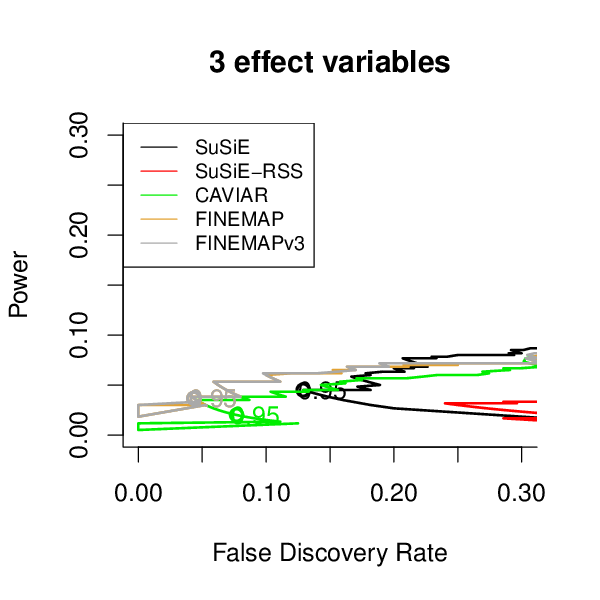 3 effect variables
SuSiE
SuSiE−RSS
CAVIAR
FINEMAP
FINEMAPv3
Power
0.30
0.20
0.10
0.00
0.95
0.95
0.95
0.00 0.10 0.20 0.30
False Discovery Rate